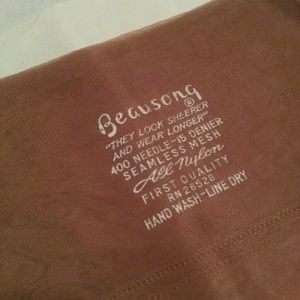 Beausong
®
"THEY LOOK SHEERER
AND WEAR LONGER"
400 NEEDLE-15 DENIER
SEAMLESS MESH
All Nylon
FIRST QUALITY
RN 26528
HAND WASH-LINE DRY